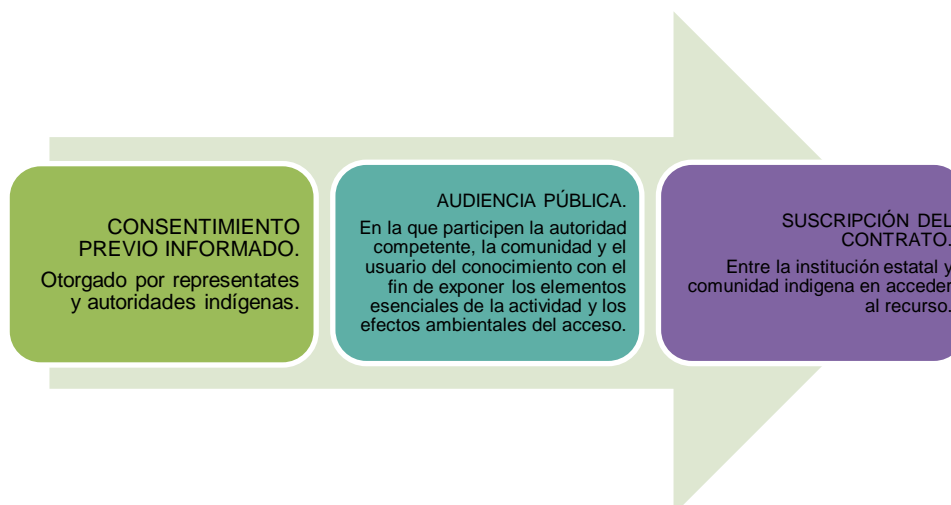 CONSENTIMIENTO
PREVIO INFORMADO.
Otorgado por representates
y autoridades indígenas.
AUDIENCIA PÚBLICA.
En la que participen la autoridad
competente, la comunidad y el
usuario del conocimiento con el
fin de exponer los elementos
esenciales de la actividad y los
efectos ambientales del acceso.
SUSCRIPCIÓN DEL
CONTRATO.
Entre la institución estatal y
comunidad indigena en acceder
al recurso.